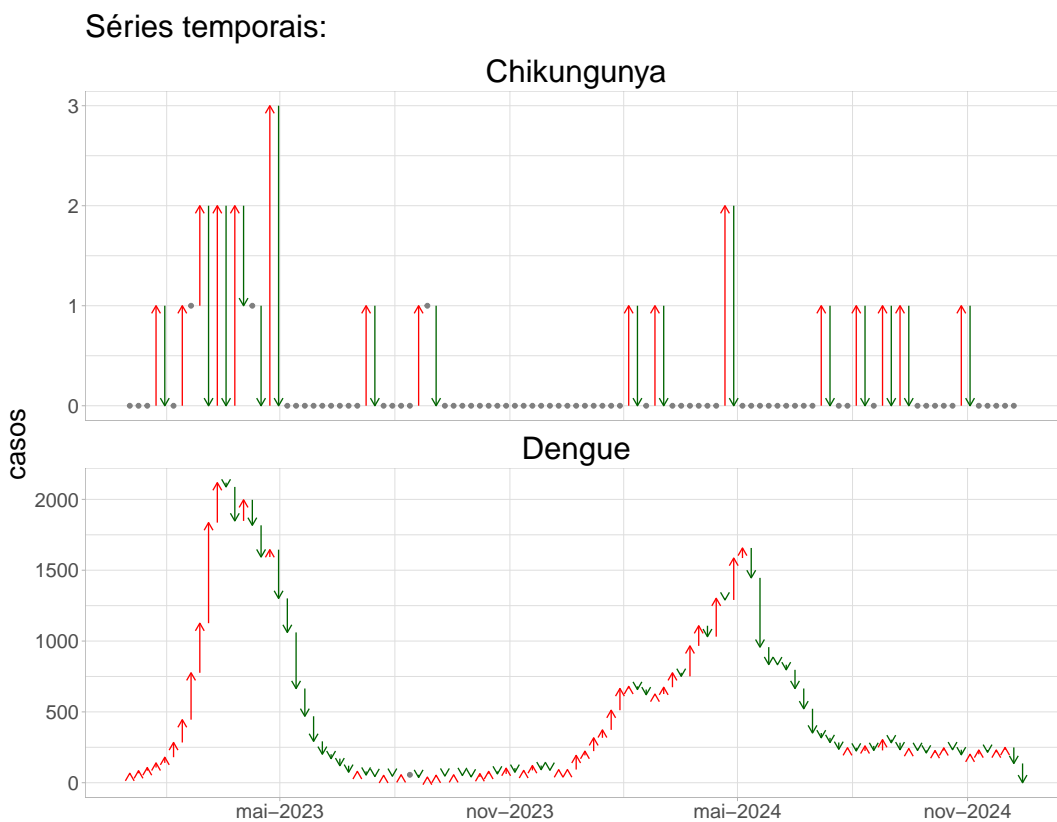 Séries temporais:
Chikungunya
3
2
1
0
casos
Dengue
2000
1500
1000
500
0
mai−2023 nov−2023 mai−2024 nov−2024